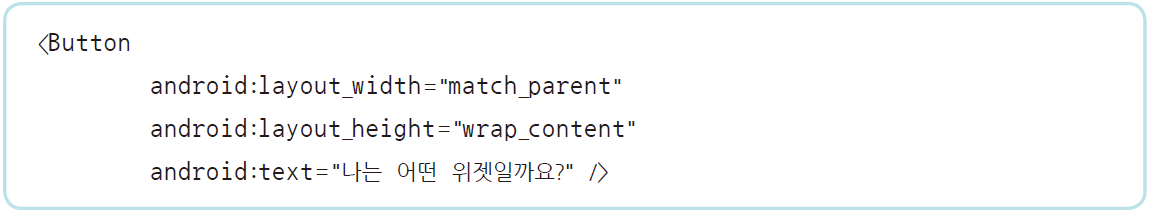 <Button
android:layout_width="match_parent"
android:layout_height="wrap_content"
android:text="나는 어떤 위젯일까요?" />